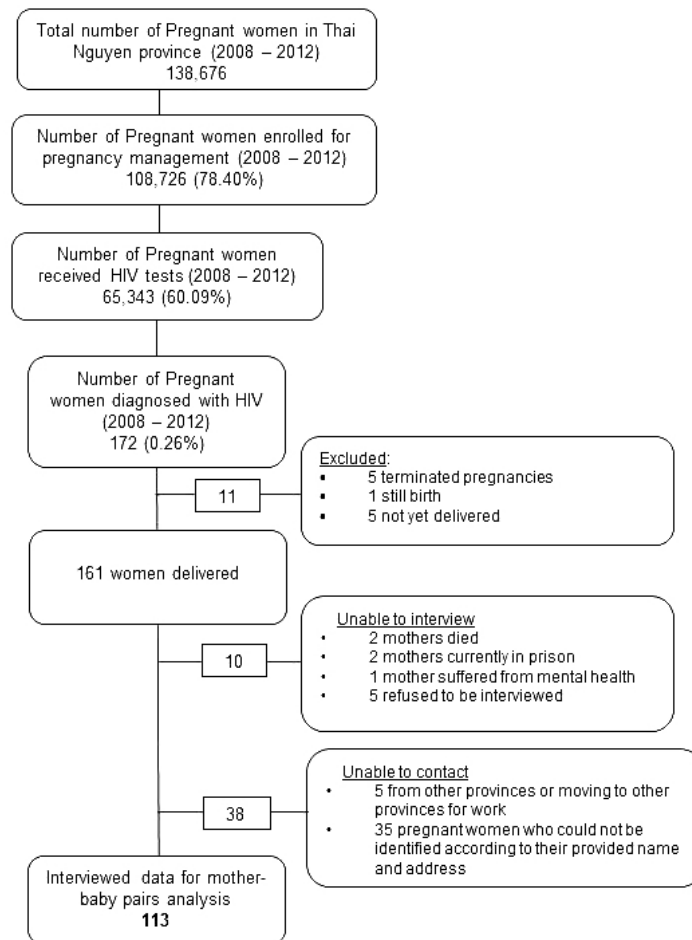 Total number of Pregnant women in Thai
Nguyen province (2008 – 2012)
138,676
Number of Pregnant women enrolled for
pregnancy management (2008 – 2012)
108,726 (78.40%)
Number of Pregnant women
received HIV tests (2008 – 2012)
65,343 (60.09%)
Number of Pregnant
women diagnosed with HIV
(2008 – 2012)
172 (0.26%)
11
Excluded:
▪ 5 terminated pregnancies
▪ 1 still birth
▪ 5 not yet delivered
161 women delivered
10
Unable to interview
• 2 mothers died
• 2 mothers currently in prison
• 1 mother suffered from mental health
• 5 refused to be interviewed
38
Unable to contact
• 5 from other provinces or moving to other
provinces for work
• 35 pregnant women who could not be
identified according to their provided name
and address
Interviewed data for mother-
baby pairs analysis
113